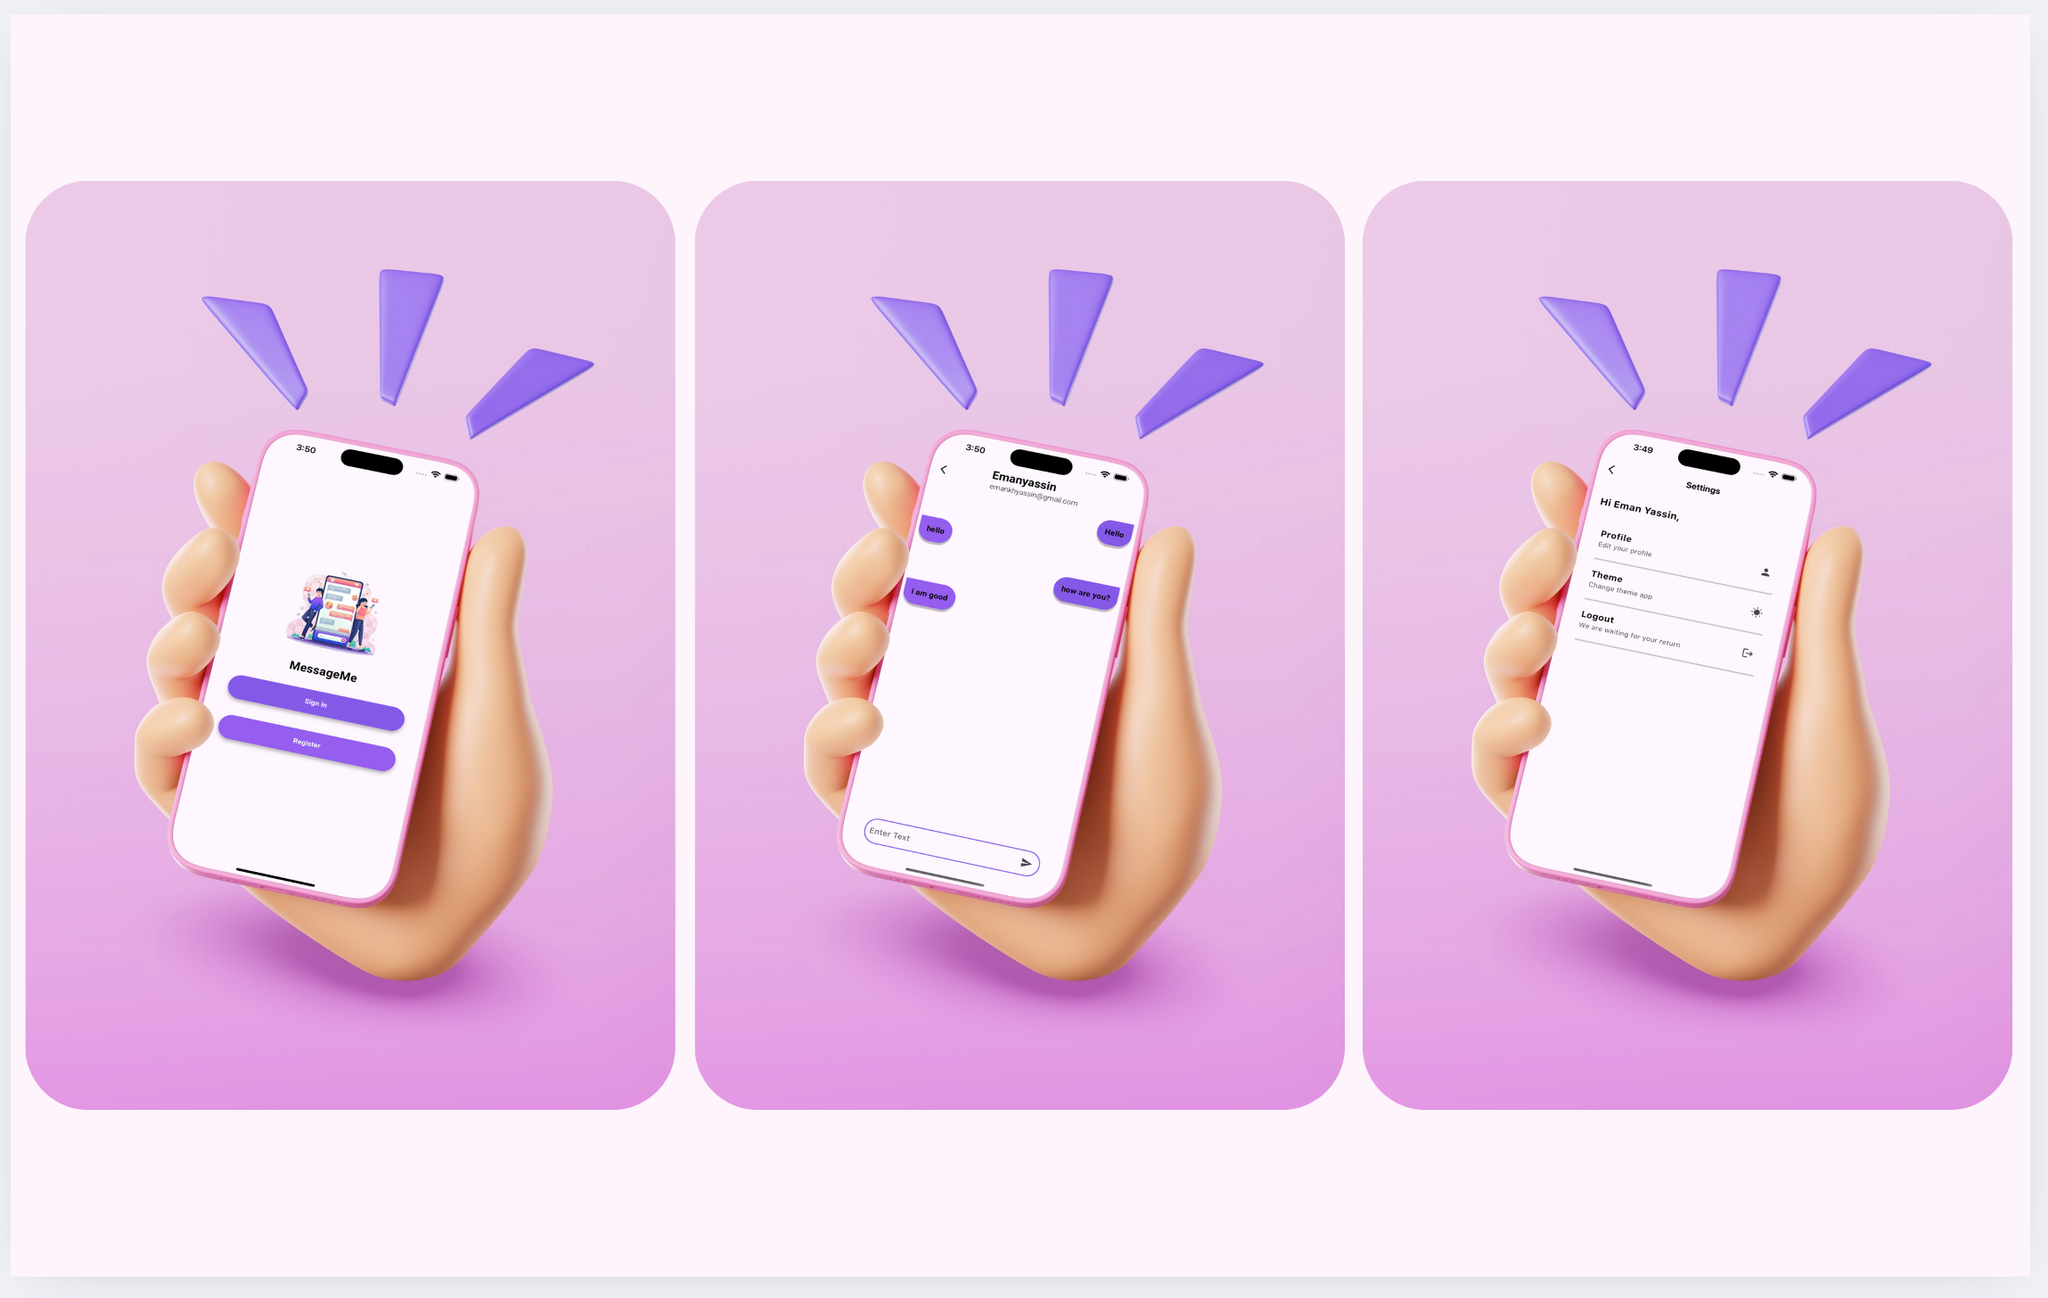 3:50
MessageMe
Sign in
Register
3:50
Emanyassin
emankhyassin@gmail.com
hello
Hello
i am good
how are you?
Enter Text
3:49
Settings
Hi Eman Yassin,
Profile
Edit your profile
Theme
Change theme app
Logout
We are waiting for your return